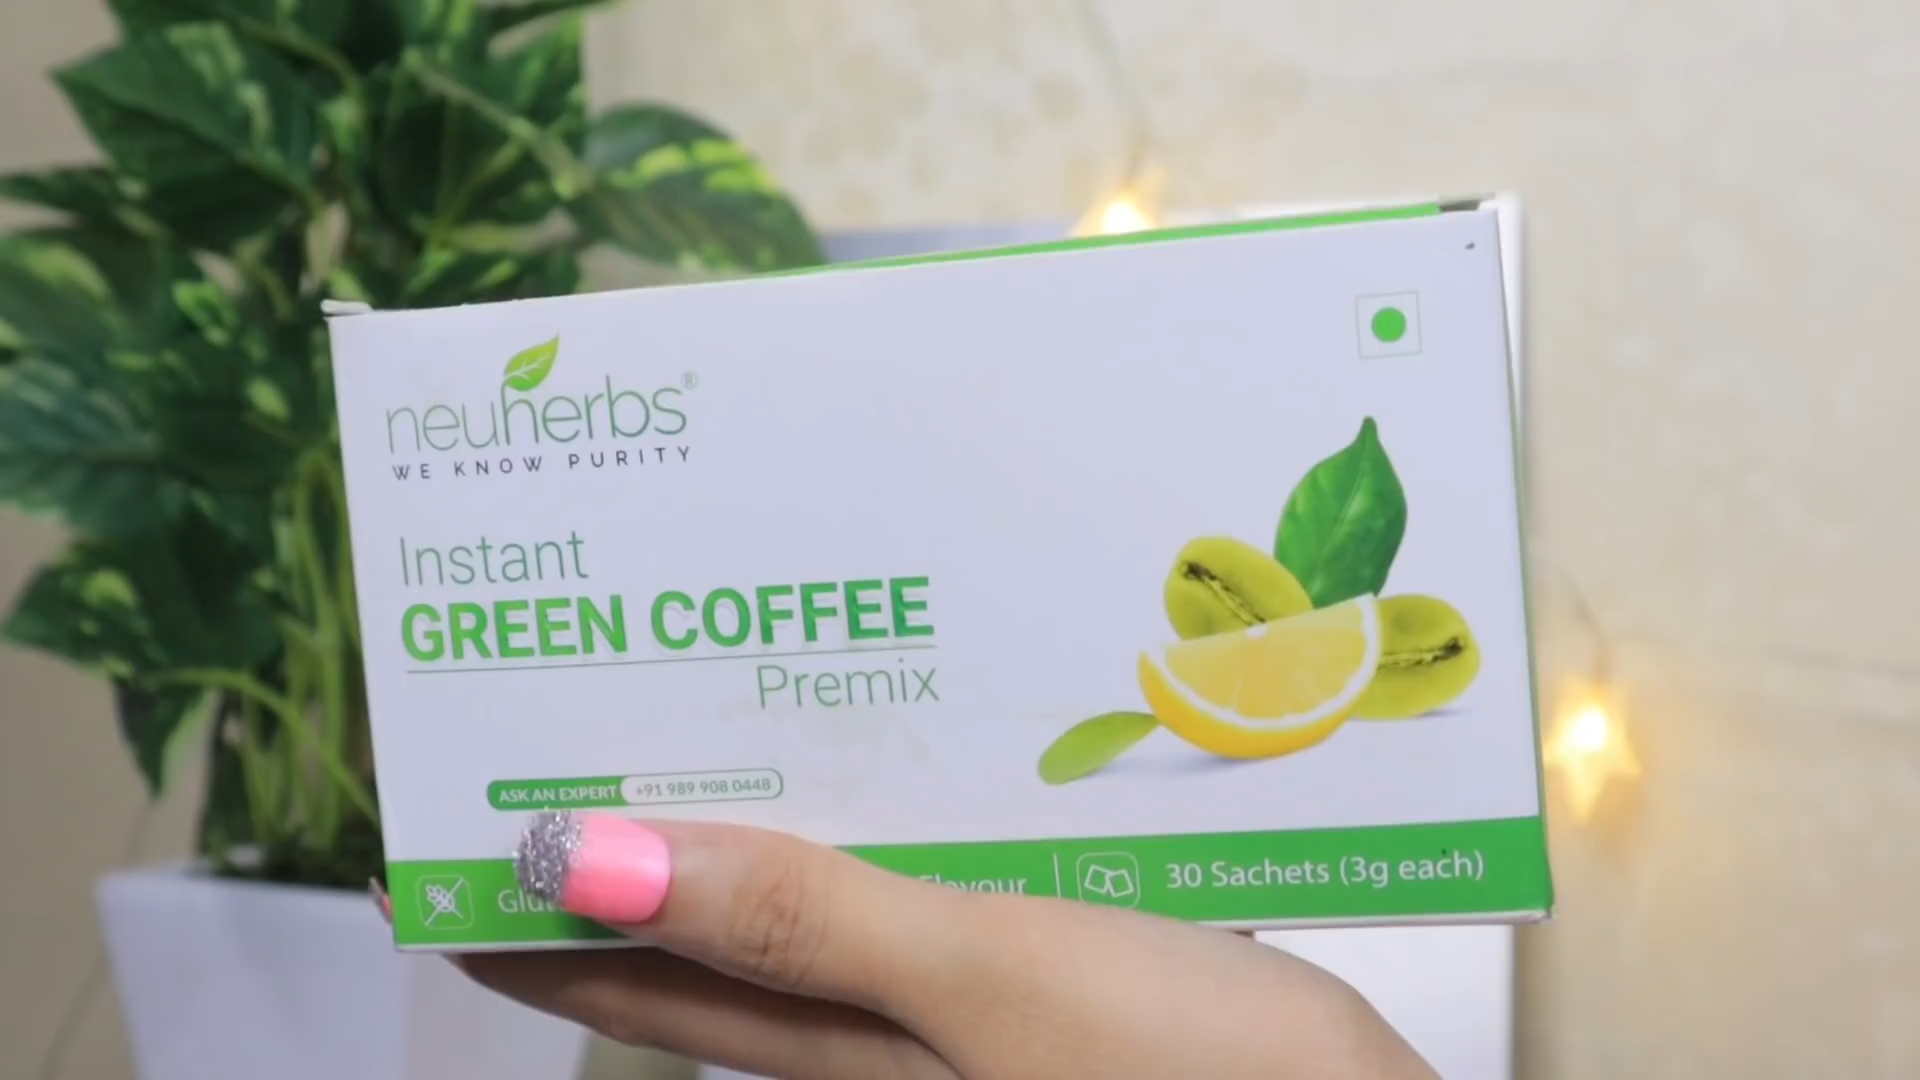 neuherbs®
WE KNOW PURITY
Instant
GREEN COFFEE
Premix
ASK AN EXPERT +91 989 908 0448
30 Sachets (3g each)